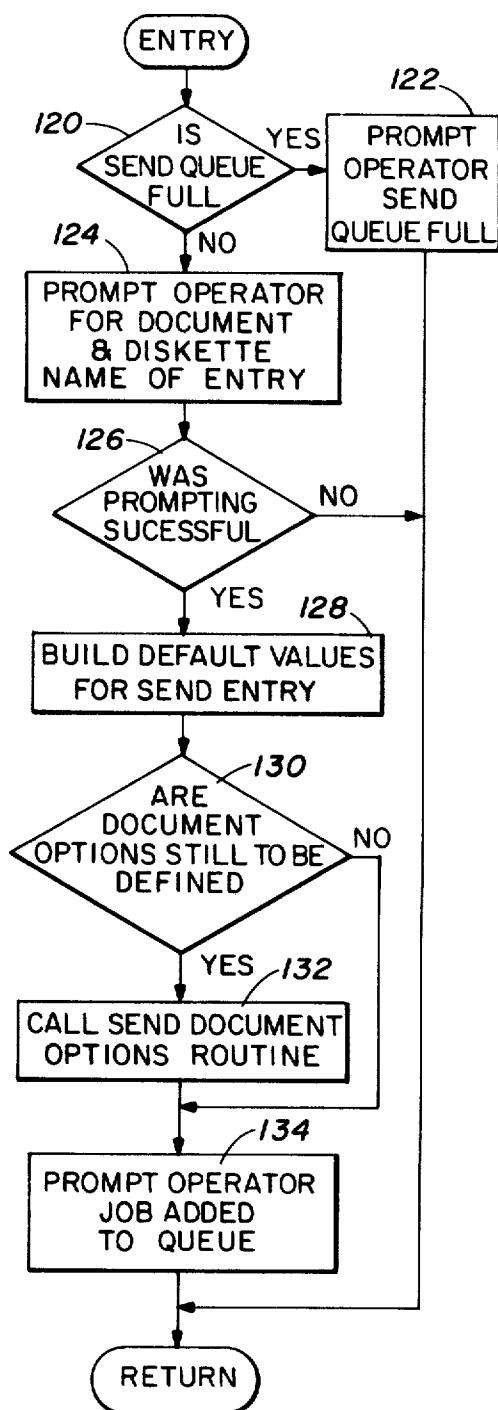 ENTRY
120
IS
SEND QUEUE
FULL
YES
122
PROMPT
OPERATOR
SEND
QUEUE FULL
NO
124
PROMPT OPERATOR
FOR DOCUMENT
& DISKETTE
NAME OF ENTRY
126
WAS
PROMPTING
SUCESSFUL
NO
YES
128
BUILD DEFAULT VALUES
FOR SEND ENTRY
130
ARE
DOCUMENT
OPTIONS STILL TO BE
DEFINED
NO
YES
132
CALL SEND DOCUMENT
OPTIONS ROUTINE
134
PROMPT OPERATOR
JOB ADDED
TO QUEUE
RETURN